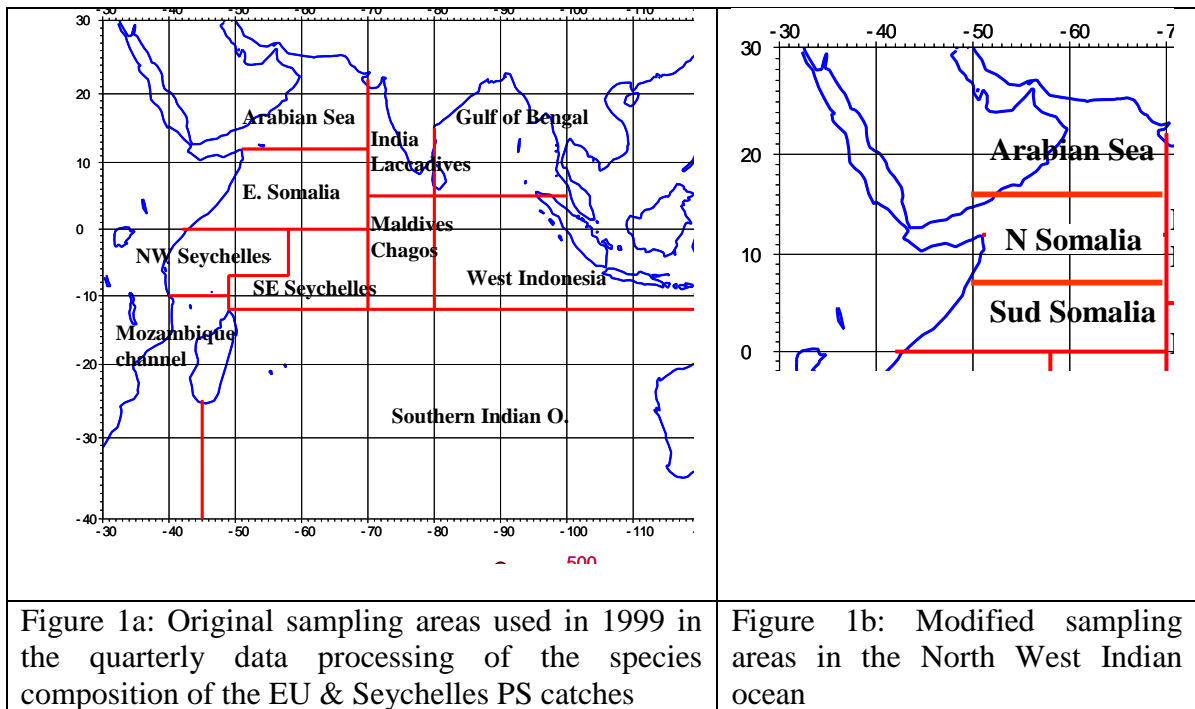 -30 -40 -50 -60 -70 -80 -90 -100 -110
30
20
10
0
-10
-20
-30
-40
-30 -40 -50 -60 -70 -80 -90 -100 -110
Arabian Sea
Gulf of Bengal
India
Laccadives
E. Somalia
Maldives
Chagos
NW Seychelles
SE Seychelles
West Indonesia
Mozambique
channel
Southern Indian O.
500
Figure 1a: Original sampling areas used in 1999 in
the quarterly data processing of the species
composition of the EU & Seychelles PS catches
-30 -40 -50 -60 -7
30
20
10
0
Arabian Sea
N Somalia
Sud Somalia
Figure 1b: Modified sampling
areas in the North West Indian
ocean